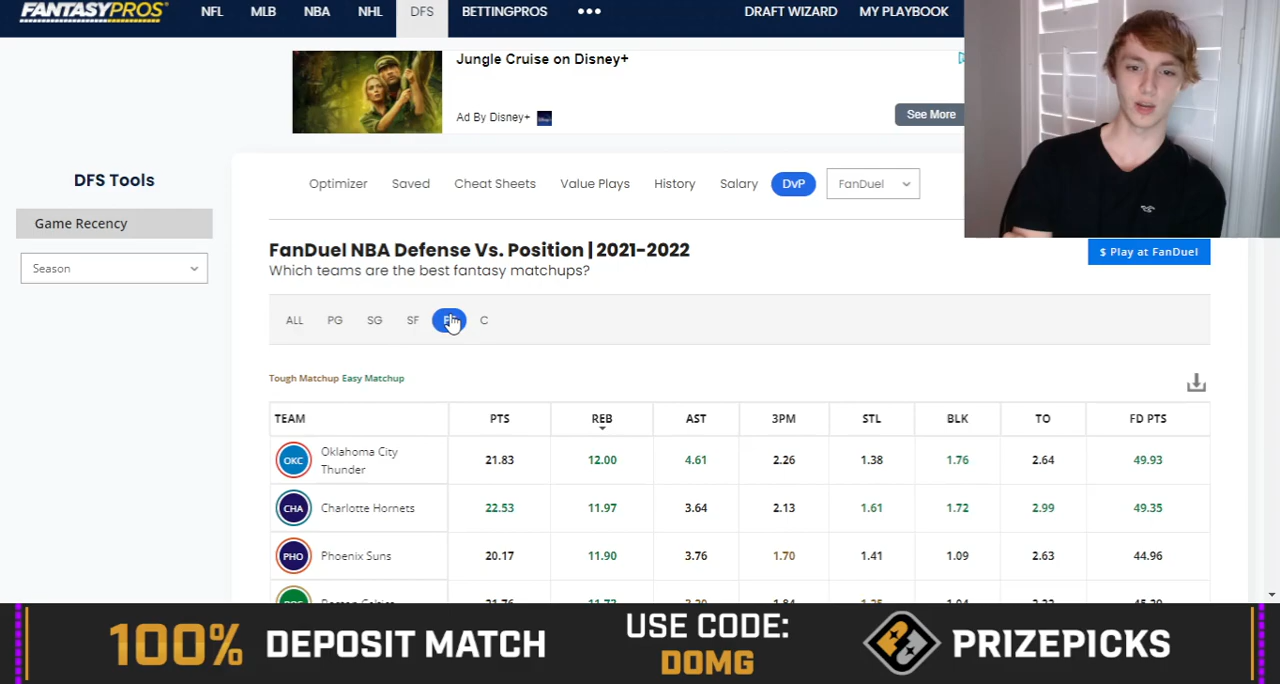 FANTASYPROS
NFL MLB NBA NHL DFS BETTINGPROS ••• DRAFT WIZARD MY PLAYBOOK
Jungle Cruise on Disney+
Ad By Disney+
See More
DFS Tools
Game Recency
Season
Optimizer Saved Cheat Sheets Value Plays History Salary DvP FanDuel
FanDuel NBA Defense Vs. Position | 2021-2022
Which teams are the best fantasy matchups?
$ Play at FanDuel
ALL PG SG SF C
Tough Matchup Easy Matchup
TEAM PTS REB AST 3PM STL BLK TO FD PTS
OKC Oklahoma City
Thunder 21.83 12.00 4.61 2.26 1.38 1.76 2.64 49.93
CHA Charlotte Hornets 22.53 11.97 3.64 2.13 1.61 1.72 2.99 49.35
PHO Phoenix Suns 20.17 11.90 3.76 1.70 1.41 1.09 2.63 44.96
100% DEPOSIT MATCH
USE CODE:
DOMG
PRIZEPICKS